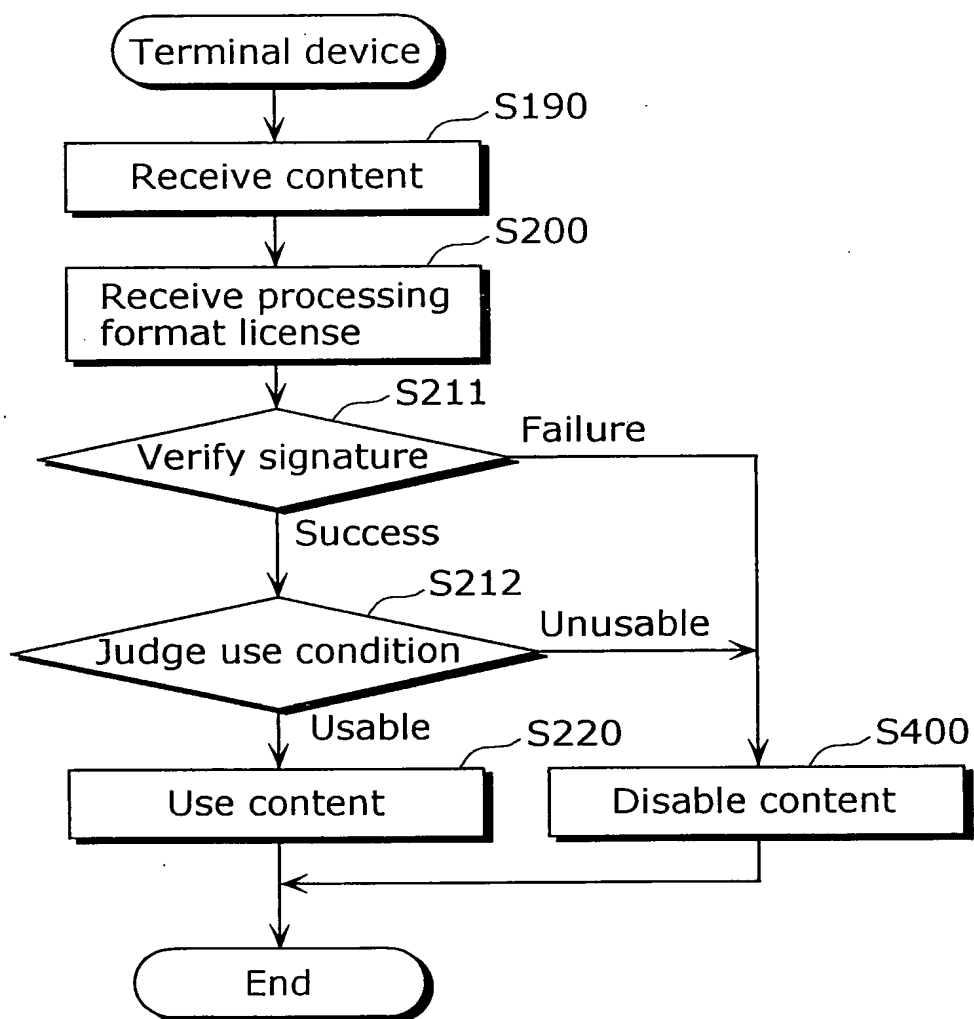 Terminal device
S190
Receive content
S200
Receive processing
format license
S211
Verify signature
Failure
Success
S212
Judge use condition
Unusable
Usable
S220
Use content
S400
Disable content
End